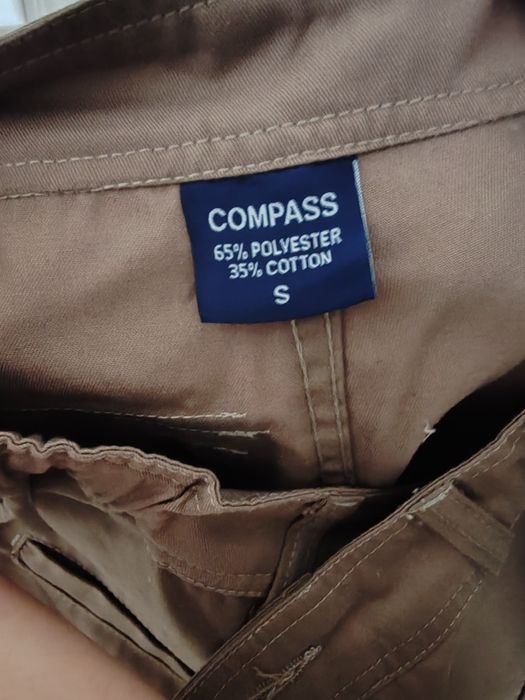 COMPASS
65% POLYESTER
35% COTTON
S